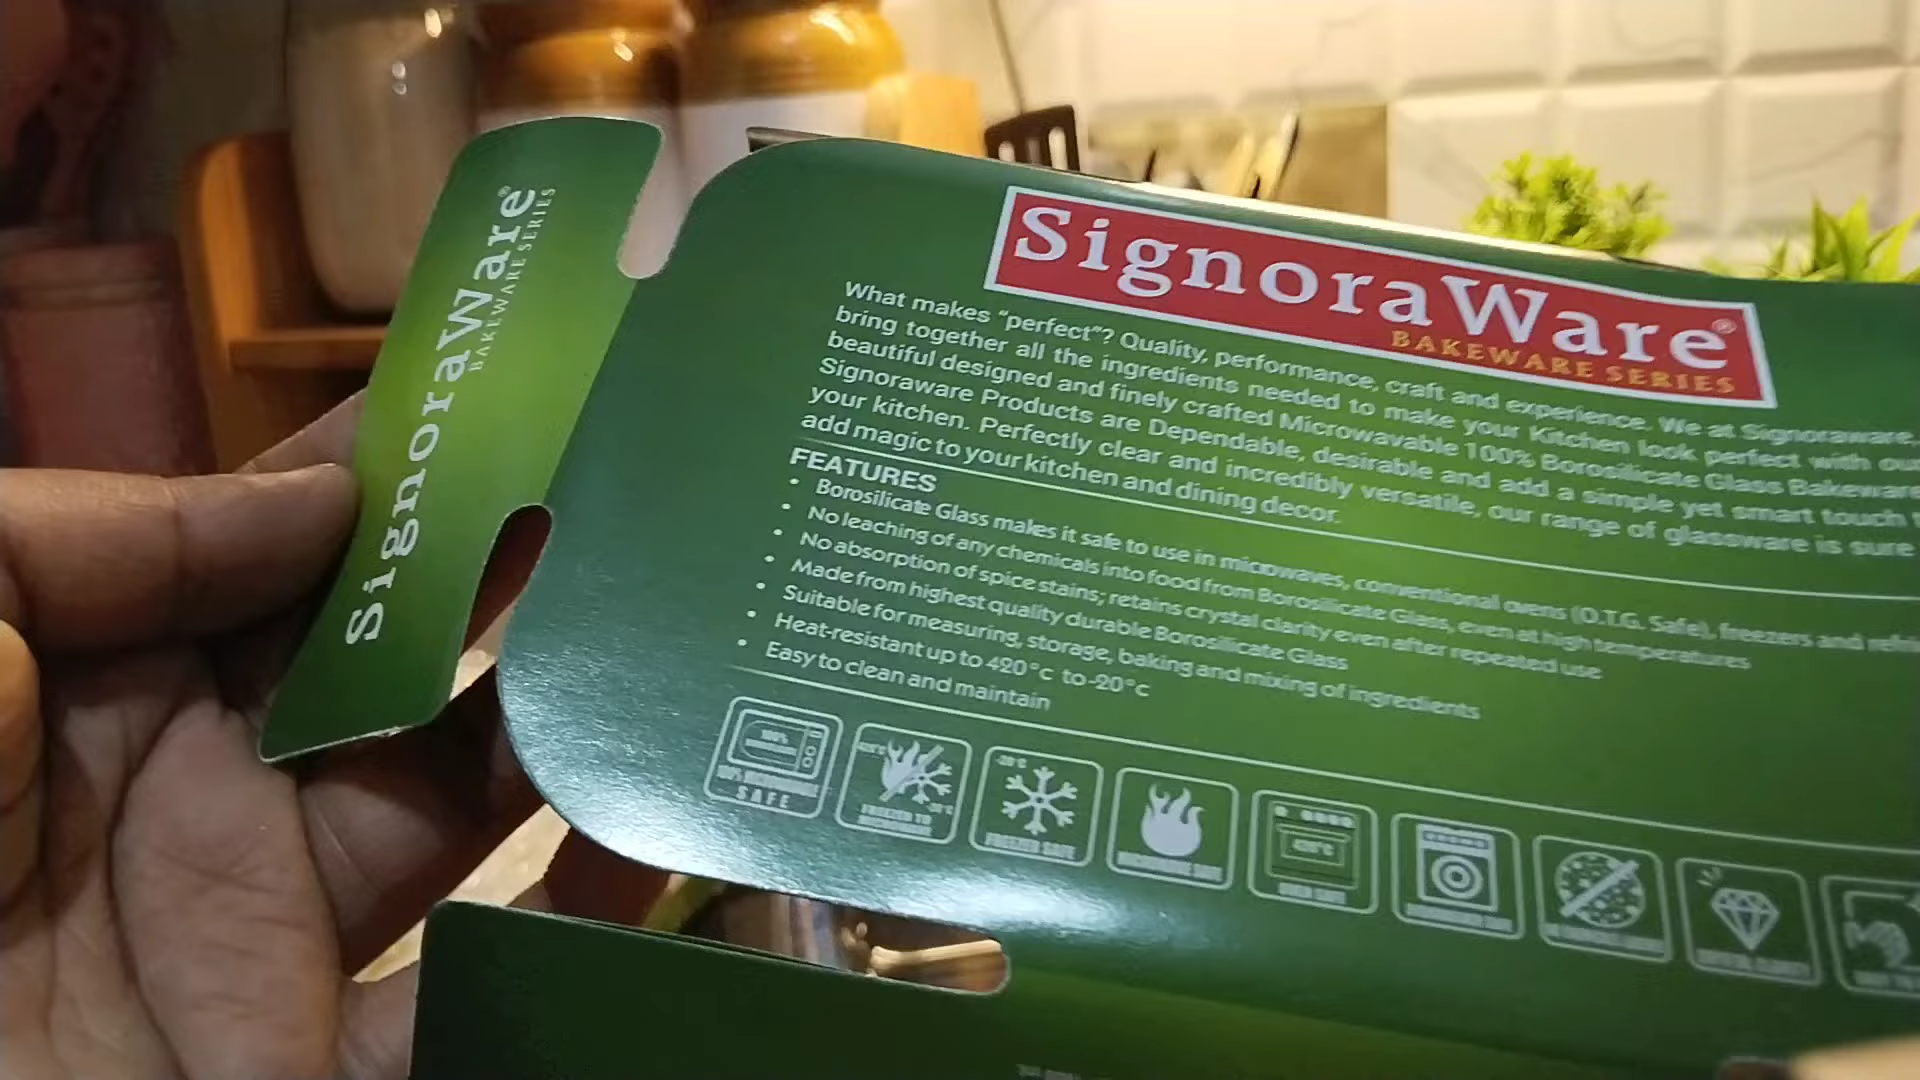 SignoraWare®
BAKEWARE SERIES
SignoraWare®
BAKEWARE SERIES
What makes "perfect"? Quality, performance, craft and experience. We at Signoraware,
bring together all the ingredients needed to make your Kitchen look perfect with our
beautiful designed and finely crafted Microwavable 100% Borosilicate Glass Bakeware
Signoraware Products are Dependable, desirable and add a simple yet smart touch
your kitchen. Perfectly clear and incredibly versatile, our range of glassware is sure
add magic to your kitchen and dining decor.
FEATURES
• Borosilicate Glass makes it safe to use in microwaves, conventional ovens (O.T.G. Safe), freezers and
• No leaching of any chemicals into food from Borosilicate Glass, even at high temperatures
• No absorption of spice stains; retains crystal clarity even after repeated use
• Made from highest quality durable Borosilicate Glass
• Suitable for measuring, storage, baking and mixing of ingredients
• Heat-resistant up to 420°c to -20°c
• Easy to clean and maintain
100%
SAFE
FREEZER TO
-20°C
FREEZER SAFE